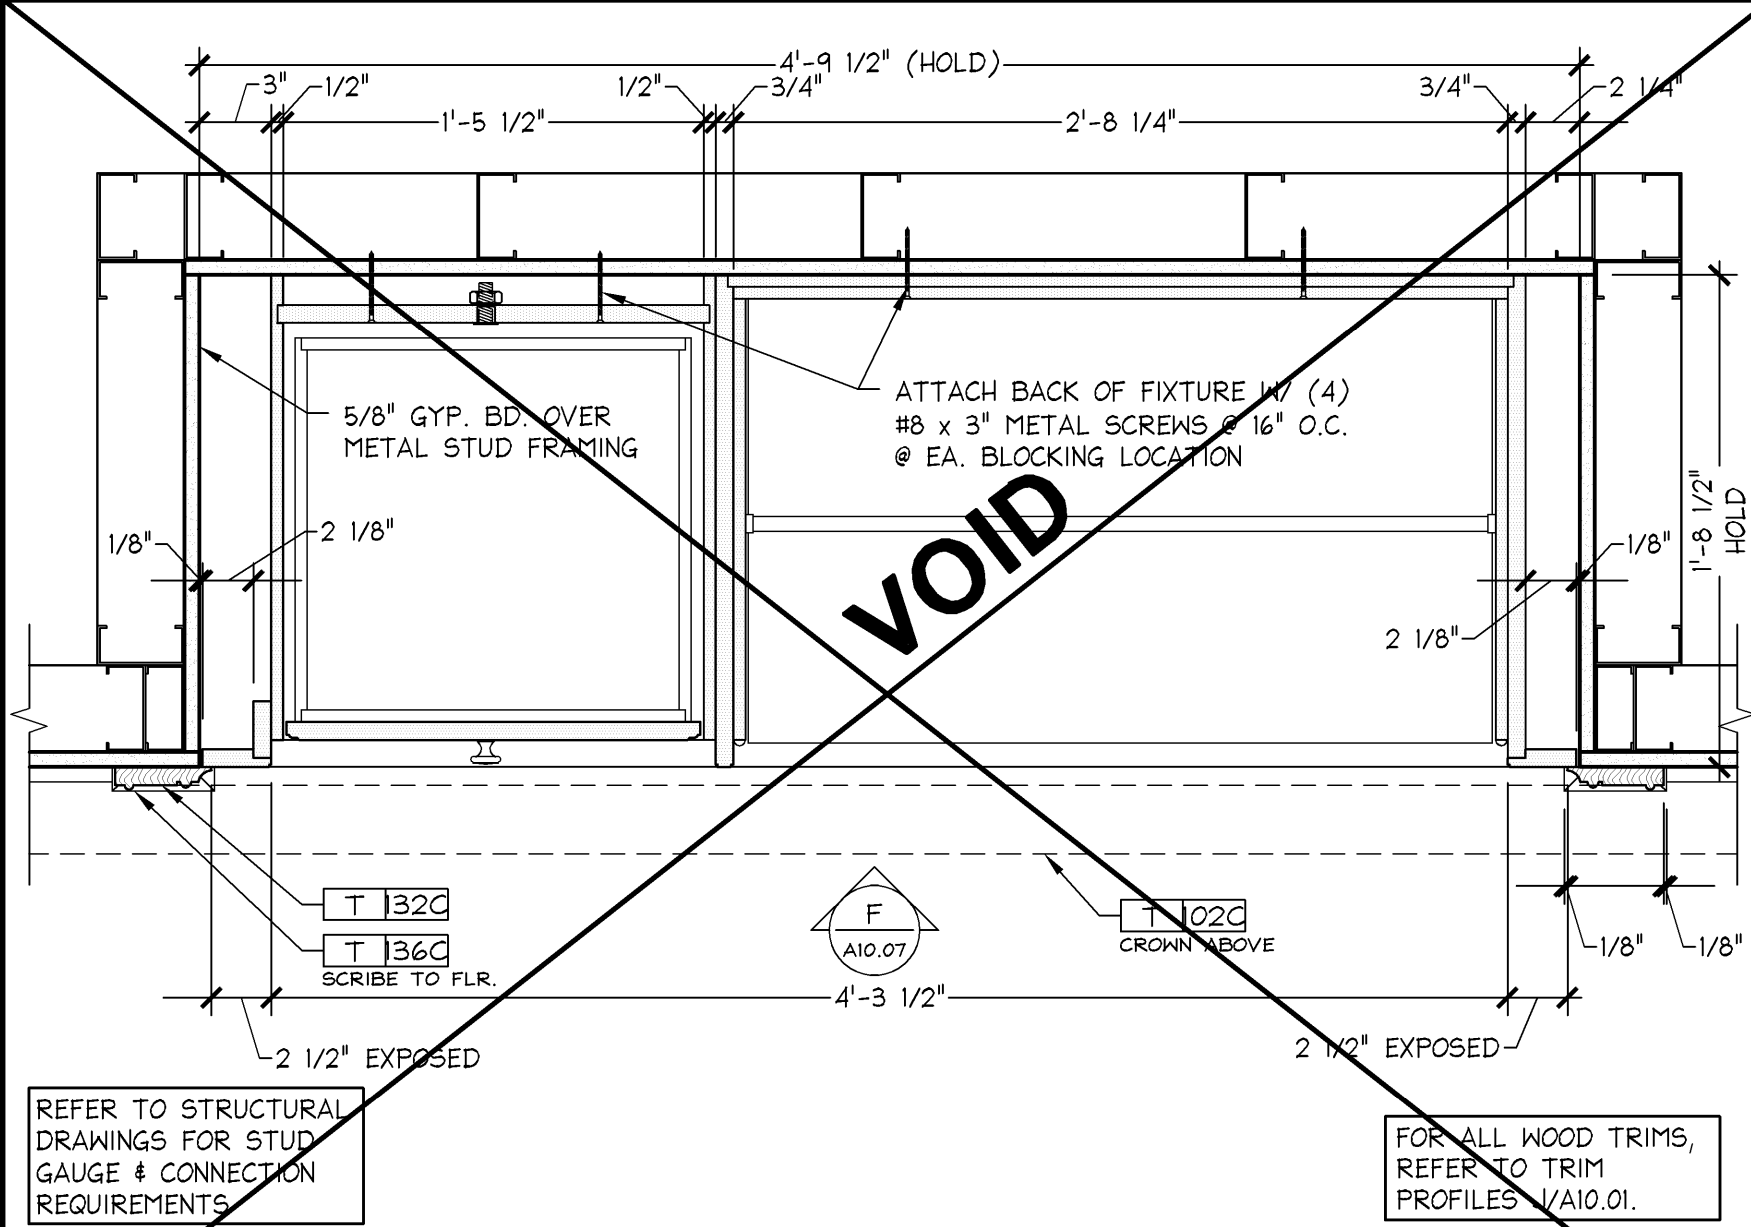 4'-9 1/2" (HOLD)
3"
1/2"
1/2"
3/4"
3/4"
2 1/4"
1'-5 1/2"
2'-8 1/4"
ATTACH BACK OF FIXTURE W/ (4)
#8 x 3" METAL SCREWS @ 16" O.C.
@ EA. BLOCKING LOCATION
5/8" GYP. BD. OVER
METAL STUD FRAMING
1'-8 1/2"
HOLD
1/8"
2 1/8"
1/8"
2 1/8"
VOID
T 132C
T 136C
SCRIBE TO FLR.
F
A10.07
T 102C
CROWN ABOVE
1/8"
1/8"
4'-3 1/2"
2 1/2" EXPOSED
2 1/2" EXPOSED
REFER TO STRUCTURAL
DRAWINGS FOR STUD
GAUGE & CONNECTION
REQUIREMENTS
FOR ALL WOOD TRIMS,
REFER TO TRIM
PROFILES J/A10.01.